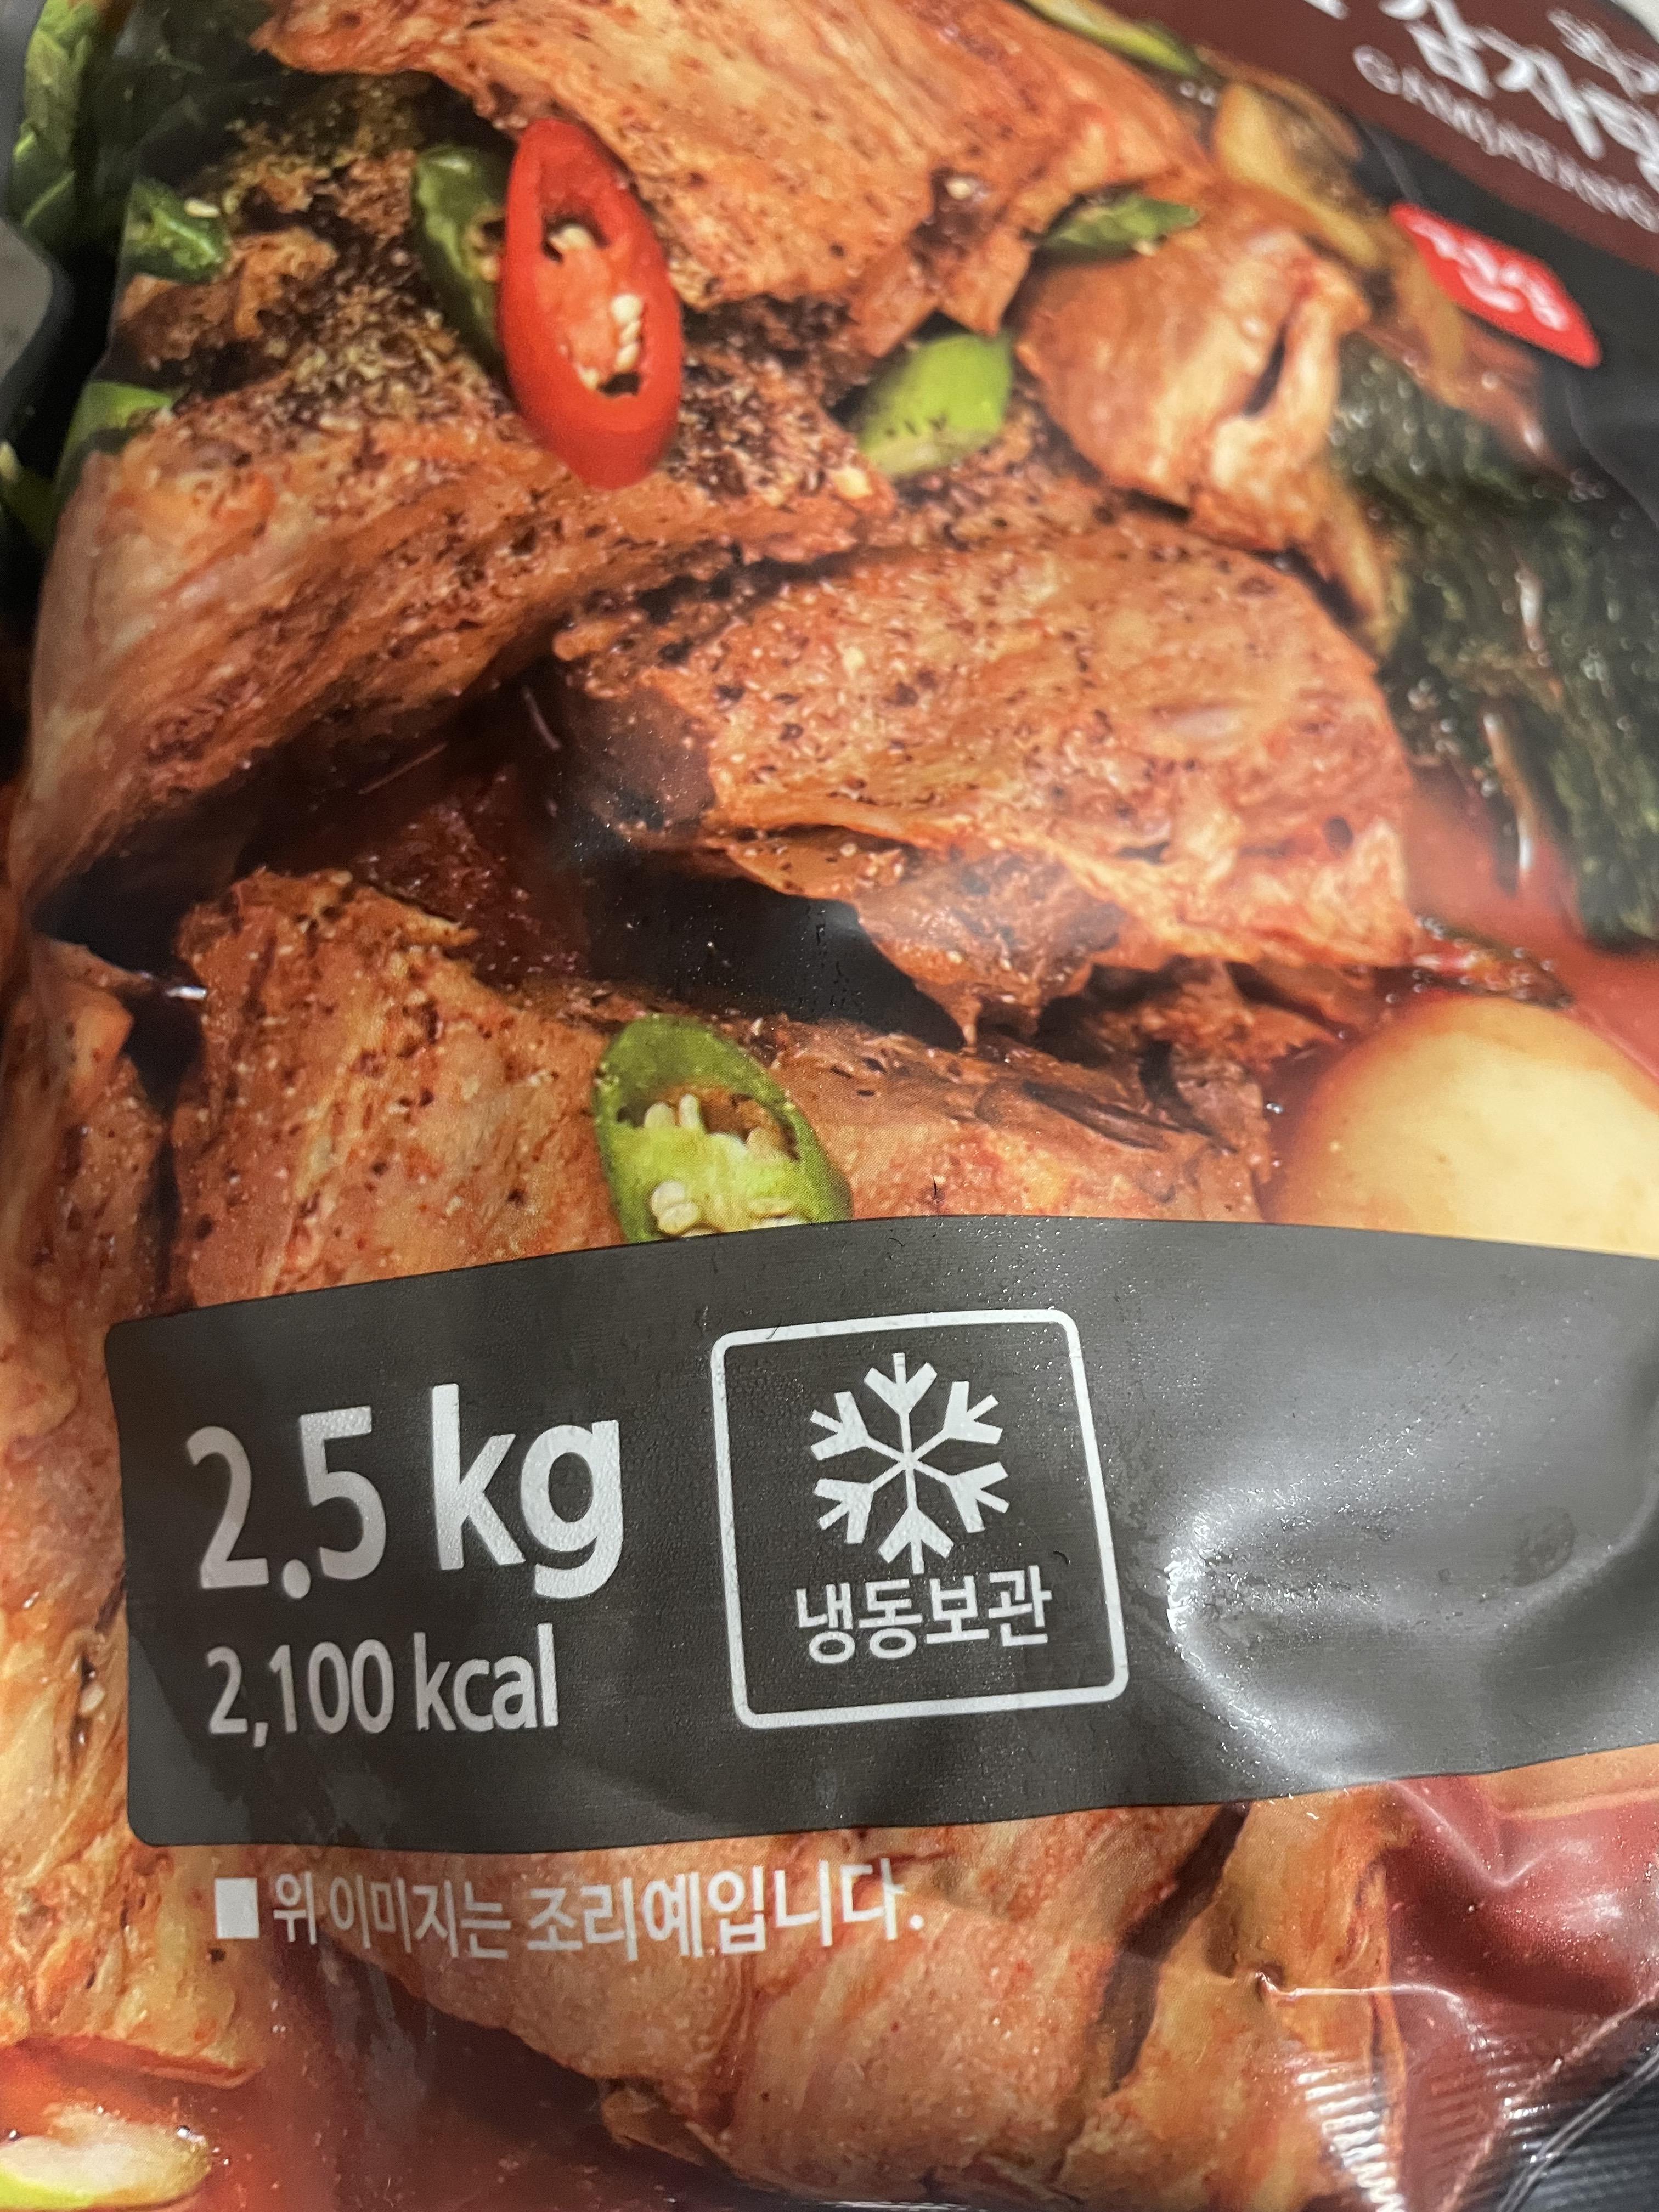 GAMJATANG
2.5 kg
2,100 kcal
냉동보관
■ 위 이미지는 조리예입니다.